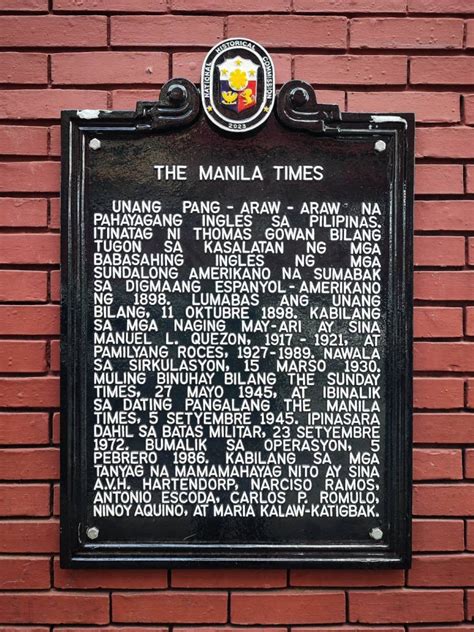 NATIONAL HISTORICAL COMMISSION
PHILIPPINES
2023
THE MANILA TIMES
UNANG PANG-ARAW-ARAW NA
PAHAYAGANG INGLES SA PILIPINAS.
ITINATAG NI THOMAS GOWAN BILANG
TUGON SA KASALATAN NG MGA
BABASAHING INGLES NG MGA
SUNDALONG AMERIKANO NA SUMABAK
SA DIGMAANG ESPANYOL-AMERIKANO
NG 1898. LUMABAS ANG UNANG
BILANG, 11 OKTUBRE 1898. KABILANG
SA MGA NAGING MAY-ARI AY SINA
MANUEL L. QUEZON, 1917-1921, AT
PAMILYANG ROCES, 1927-1989. NAWALA
SA SIRKULASYON, 15 MARSO 1930.
MULING BINUHAY BILANG THE SUNDAY
TIMES, 27 MAYO 1945, AT IBINALIK
SA DATING PANGALANG THE MANILA
TIMES, 5 SETYEMBRE 1945. IPINASARA
DAHIL SA BATAS MILITAR, 23 SETYEMBRE
1972. BUMALIK SA OPERASYON, 5
PEBRERO 1986. KABILANG SA MGA
TANYAG NA MAMAMAHAYAG NITO AY SINA
A.V.H. HARTENDORP, NARCISO RAMOS,
ANTONIO ESCODA, CARLOS P. ROMULO,
NINOY AQUINO, AT MARIA KALAW-KATIGBAK.